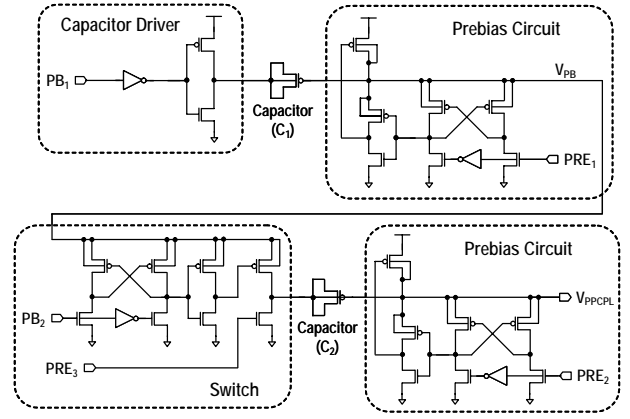 Capacitor Driver
Prebias Circuit
PB1
Capacitor
(C1)
VPB
PRE1
Prebias Circuit
PB2
Capacitor
(C2)
VPPCPL
PRE3
PRE2
Switch